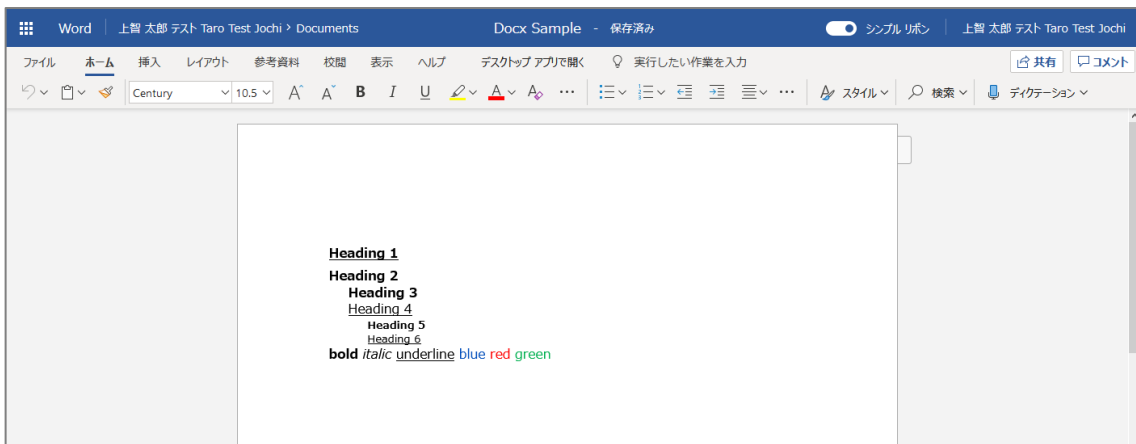 Word 上智 太郎 テスト Taro Test Jochi › Documents Docx Sample - 保存済み シンプル リボン 上智 太郎 テスト Taro Test Jochi
ファイル ホーム 挿入 レイアウト 参考資料 校閲 表示 ヘルプ デスクトップ アプリで開く 実行したい作業を入力 共有 コメント
Century 10.5 A A B I U A A ... ... スタイル 検索 ディクテーション
Heading 1
Heading 2
Heading 3
Heading 4
Heading 5
Heading 6
bold italic underline blue red green